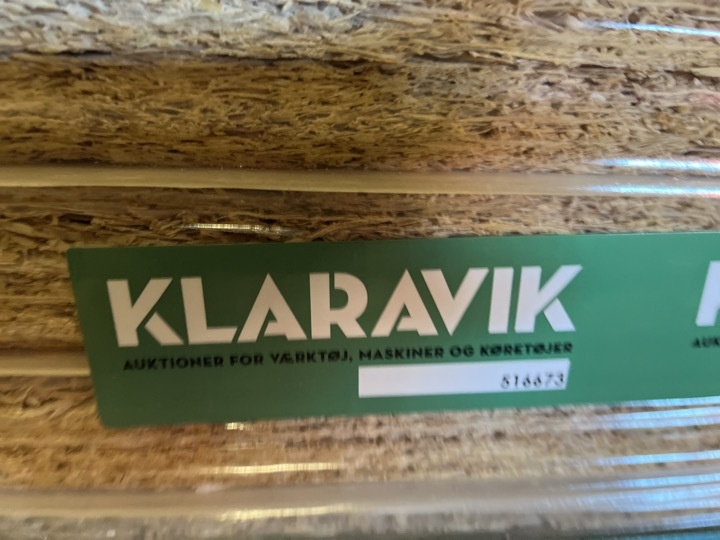 KLARAVIK
AUKTIONER FOR VÆRKTØJ, MASKINER OG KØRETØJER
516673